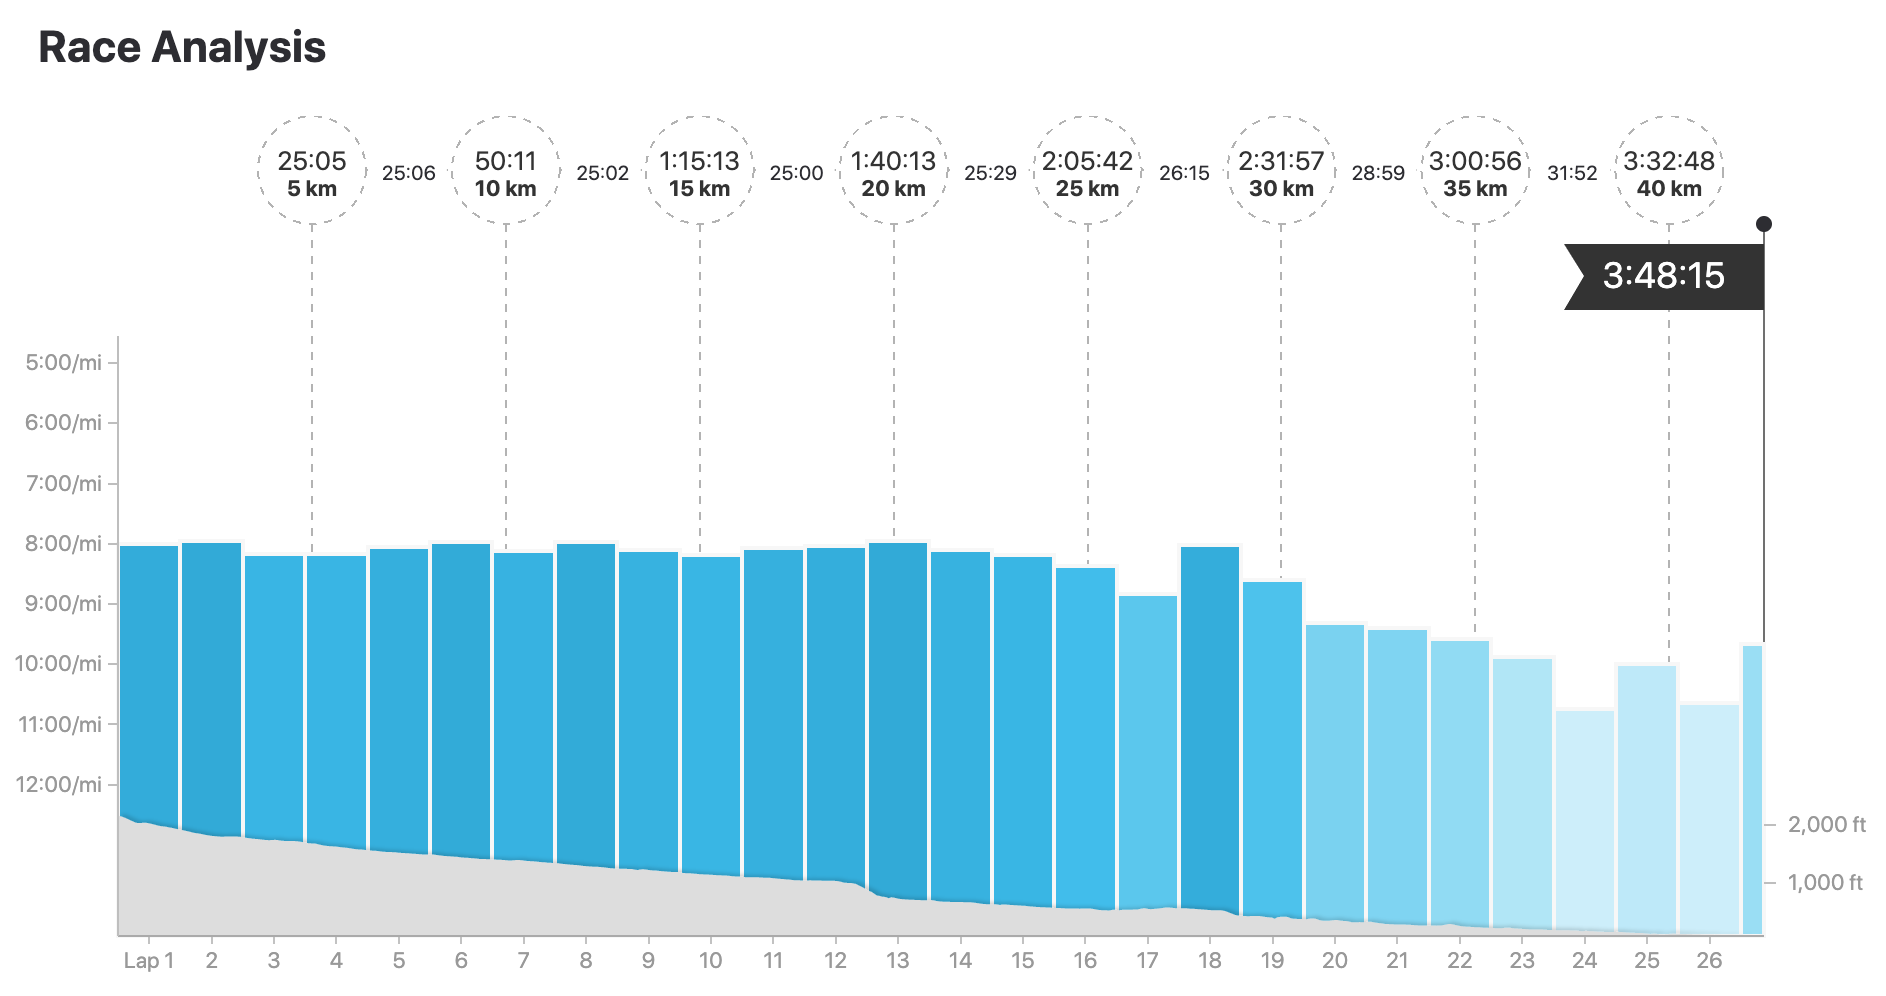 Race Analysis
25:05
5 km
25:06
50:11
10 km
25:02
1:15:13
15 km
25:00
1:40:13
20 km
25:29
2:05:42
25 km
26:15
2:31:57
30 km
28:59
3:00:56
35 km
31:52
3:32:48
40 km
3:48:15
5:00/mi
6:00/mi
7:00/mi
8:00/mi
9:00/mi
10:00/mi
11:00/mi
12:00/mi
2,000 ft
1,000 ft
Lap 1 2 3 4 5 6 7 8 9 10 11 12 13 14 15 16 17 18 19 20 21 22 23 24 25 26